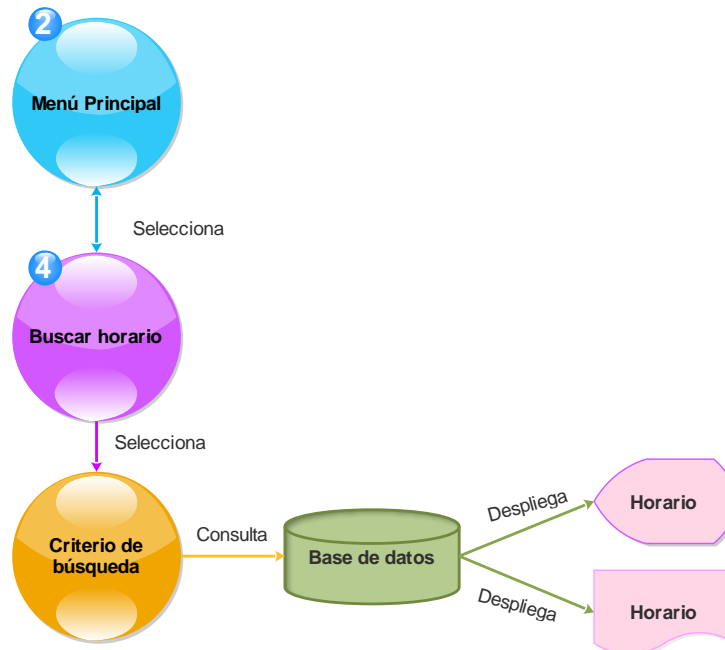 2
Menú Principal
Selecciona
4
Buscar horario
Selecciona
Criterio de
búsqueda
Consulta
Base de datos
Despliega
Horario
Despliega
Horario